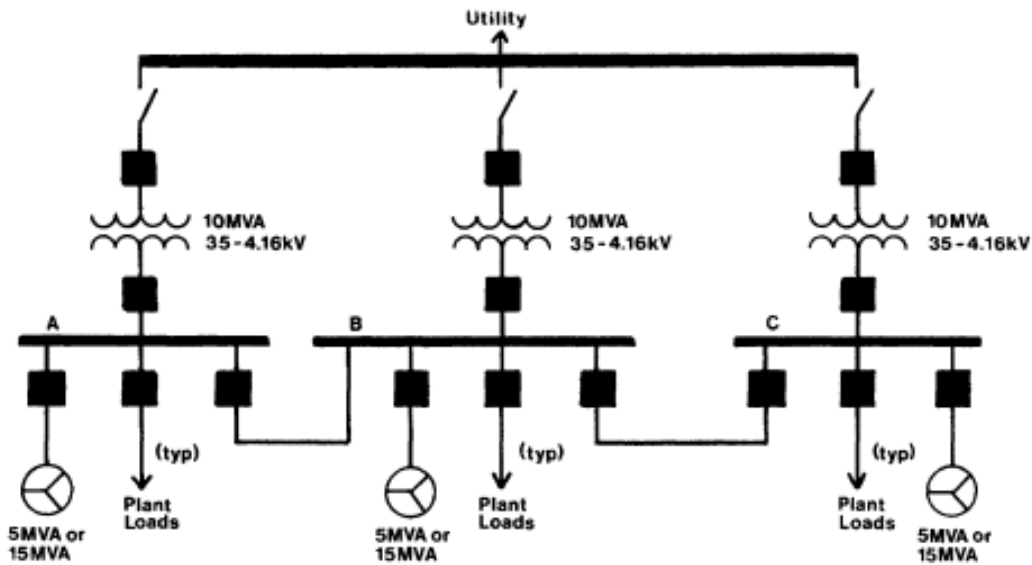 Utility
10MVA
35-4.16kV
10MVA
35-4.16kV
10MVA
35-4.16kV
A
B
C
(typ)
(typ)
(typ)
Plant
Loads
Plant
Loads
Plant
Loads
5MVA or
15MVA
5MVA or
15MVA
5MVA or
15MVA